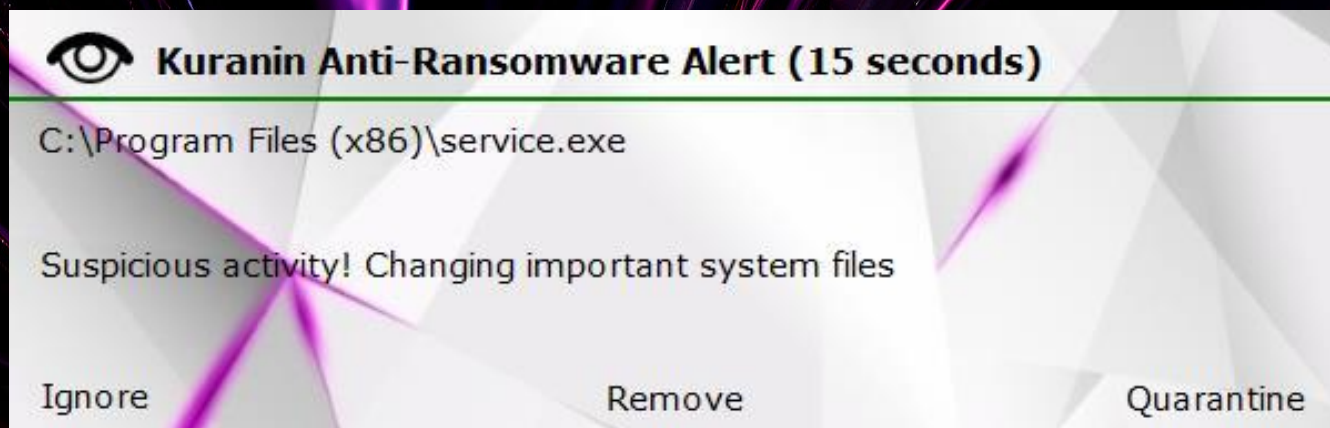 Kuranin Anti-Ransomware Alert (15 seconds)
C:\Program Files (x86)\service.exe
Suspicious activity! Changing important system files
Ignore Remove Quarantine